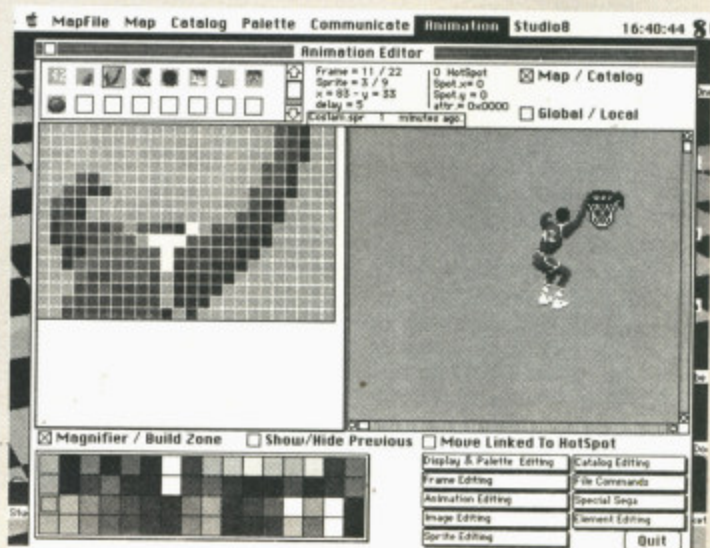 MapFile Map Catalog Palette Communicate Animation Studio8 16:40:44
Animation Editor
Frame = 11 / 22
Sprite = 3 / 9
x = 83 - y = 33
delay = 5
0 HotSpot
Spot.x= 0
Spot.y = 0
attr.= 0x0000
Costam.spr 1 minutes ago.
Map / Catalog
Global / Local
Magnifier / Build Zone Show/Hide Previous Move Linked To HotSpot
Display & Palette Editing Catalog Editing
Frame Editing File Commands
Animation Editing Special Sega
Image Editing Element Editing
Sprite Editing Quit